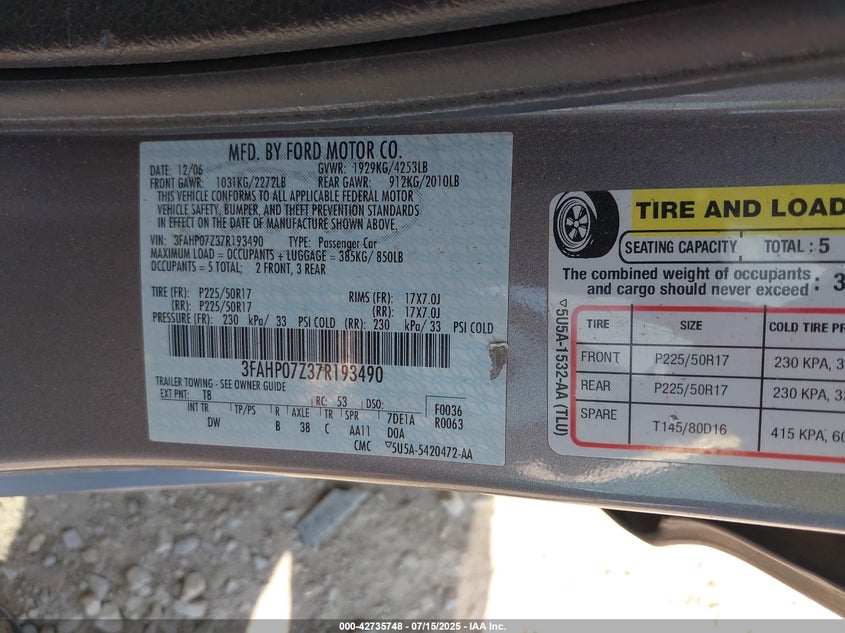 MFD. BY FORD MOTOR CO.
DATE: 12/06 GVWR: 1929KG/4253LB
FRONT GAWR: 1031KG/2272LB REAR GAWR: 912KG/2010LB
THIS VEHICLE CONFORMS TO ALL APPLICABLE FEDERAL MOTOR
VEHICLE SAFETY, BUMPER, AND THEFT PREVENTION STANDARDS
IN EFFECT ON THE DATE OF MANUFACTURE SHOWN ABOVE.
VIN: 3FAHP07Z37R193490 TYPE: Passenger Car
MAXIMUM LOAD = OCCUPANTS + LUGGAGE = 385KG/ 850LB
OCCUPANTS = 5 TOTAL; 2 FRONT, 3 REAR
TIRE (FR): P225/50R17 RIMS (FR): 17X7.0J
(RR): P225/50R17 (RR): 17X7.0J
PRESSURE (FR): 230 kPa/ 33 PSI COLD (RR): 230 kPa/ 33 PSI COLD
3FAHP07Z37R193490
TRAILER TOWING - SEE OWNER GUIDE
EXT PNT: T8 RC: 53 DSO:
INT TR TP/PS R AXLE TR SPR 7DE1A F0036
DW B 38 C AA11 D0A R0063
CMC ▽5U5A-5420472-AA
▽5U5A-1532-AA (TLU)
TIRE AND LOAD
SEATING CAPACITY TOTAL : 5
The combined weight of occupants : 3
and cargo should never exceed :
TIRE SIZE COLD TIRE PR
FRONT P225/50R17 230 KPA, 3
REAR P225/50R17 230 KPA, 33
SPARE T145/80D16 415 KPA, 60
000-42735748 - 07/15/2025 - IAA Inc.